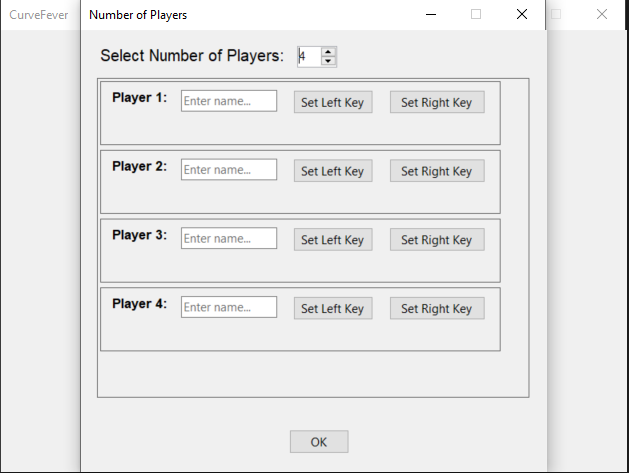 CurveFever
Number of Players
Select Number of Players: 4
Player 1: Enter name... Set Left Key Set Right Key
Player 2: Enter name... Set Left Key Set Right Key
Player 3: Enter name... Set Left Key Set Right Key
Player 4: Enter name... Set Left Key Set Right Key
OK